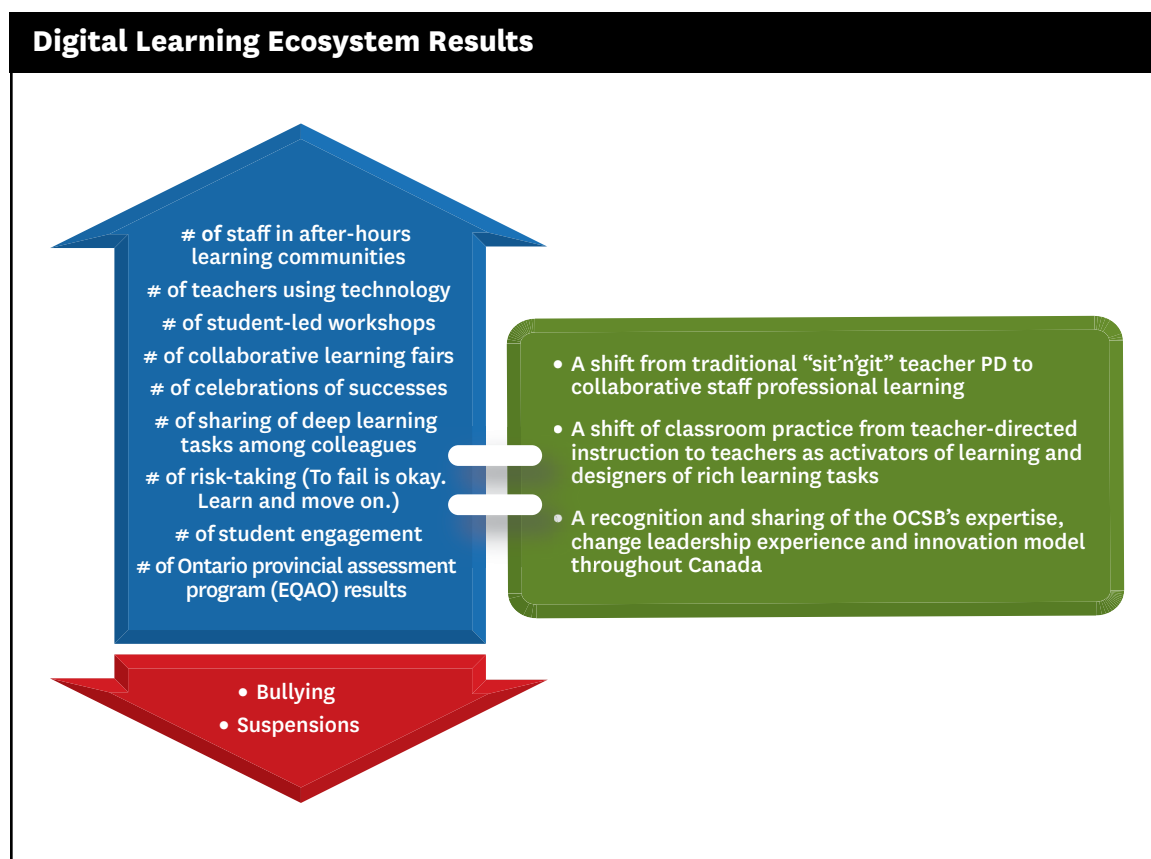 Digital Learning Ecosystem Results
# of staff in after-hours
learning communities
# of teachers using technology
# of student-led workshops
# of collaborative learning fairs
# of celebrations of successes
# of sharing of deep learning
tasks among colleagues
# of risk-taking (To fail is okay.
Learn and move on.)
# of student engagement
# of Ontario provincial assessment
program (EQAO) results
• A shift from traditional “sit’n’git” teacher PD to
collaborative staff professional learning
• A shift of classroom practice from teacher-directed
instruction to teachers as activators of learning and
designers of rich learning tasks
• A recognition and sharing of the OCSB’s expertise,
change leadership experience and innovation model
throughout Canada
• Bullying
• Suspensions